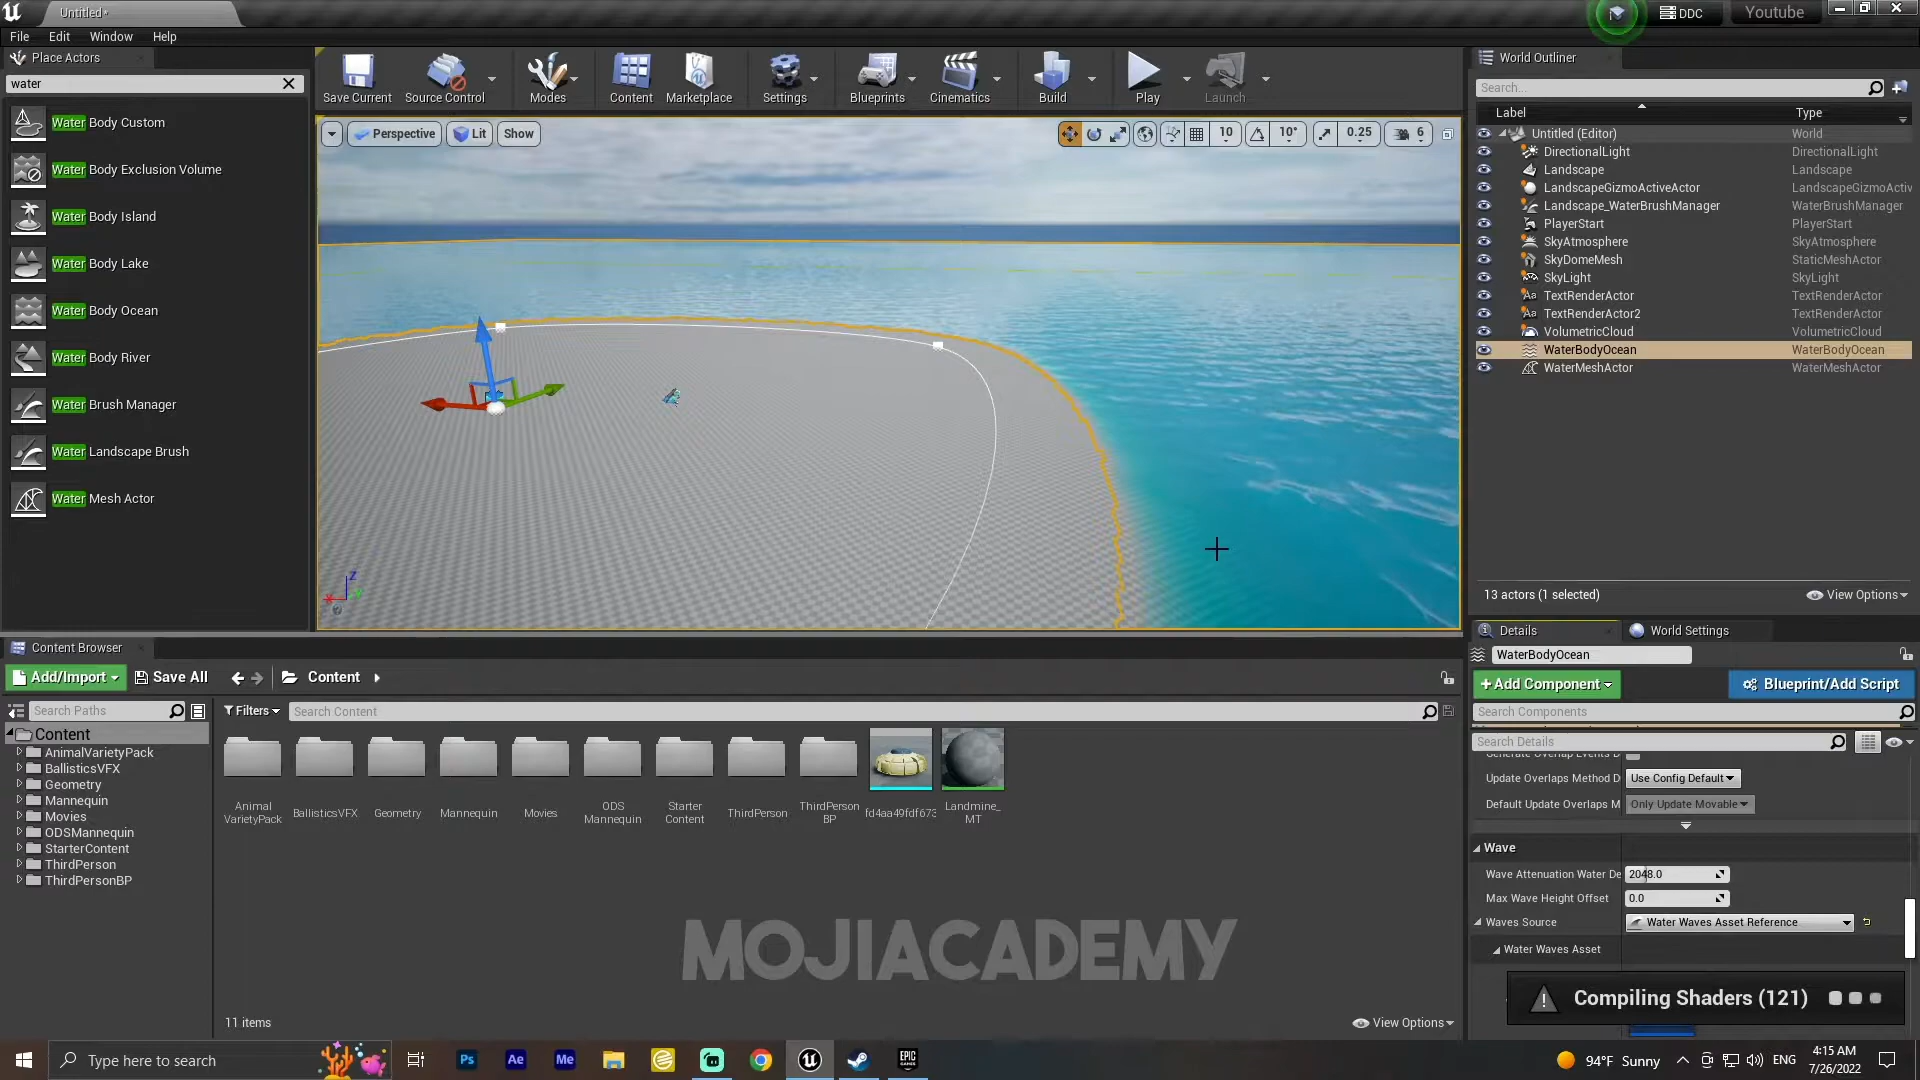 Untitled*
DDC
Youtube
File
Edit
Window
Help
Place Actors
water
Water Body Custom
Water Body Exclusion Volume
Water Body Island
Water Body Lake
Water Body Ocean
Water Body River
Water Brush Manager
Water Landscape Brush
Water Mesh Actor
Save Current
Source Control
Modes
Content
Marketplace
Settings
Blueprints
Cinematics
Build
Play
Launch
Perspective
Lit
Show
10
10°
0.25
6
Z
World Outliner
Search...
Label
Type
Untitled (Editor)
World
DirectionalLight
DirectionalLight
Landscape
Landscape
LandscapeGizmoActiveActor
LandscapeGizmoActiv
Landscape_WaterBrushManager
WaterBrushManager
PlayerStart
PlayerStart
SkyAtmosphere
SkyAtmosphere
SkyDomeMesh
StaticMeshActor
SkyLight
SkyLight
TextRenderActor
TextRenderActor
TextRenderActor2
TextRenderActor
VolumetricCloud
VolumetricCloud
WaterBodyOcean
WaterBodyOcean
WaterMeshActor
WaterMeshActor
13 actors (1 selected)
View Options
Details
World Settings
WaterBodyOcean
+Add Component
Blueprint/Add Script
Search Components
Search Details
Generate Overlap Events D
Update Overlaps Method D
Use Config Default
Default Update Overlaps M
Only Update Movable
Wave
Wave Attenuation Water De
2048.0
Max Wave Height Offset
0.0
Waves Source
Water Waves Asset Reference
Water Waves Asset
Compiling Shaders (121)
Content Browser
Add/Import
Save All
Content
Search Paths
Filters
Search Content
Content
AnimalVarietyPack
BallisticsVFX
Geometry
Mannequin
Movies
ODSMannequin
StarterContent
ThirdPerson
ThirdPersonBP
Animal
VarietyPack
BallisticsVFX
Geometry
Mannequin
Movies
ODS
Mannequin
Starter
Content
ThirdPerson
ThirdPerson
BP
fd4aa49fdf673
Landmine_
MT
MOJIACADEMY
11 items
View Options
Type here to search
Ps
Ae
Me
EPIC
GAMES
94°F Sunny
ENG
4:15 AM
7/26/2022